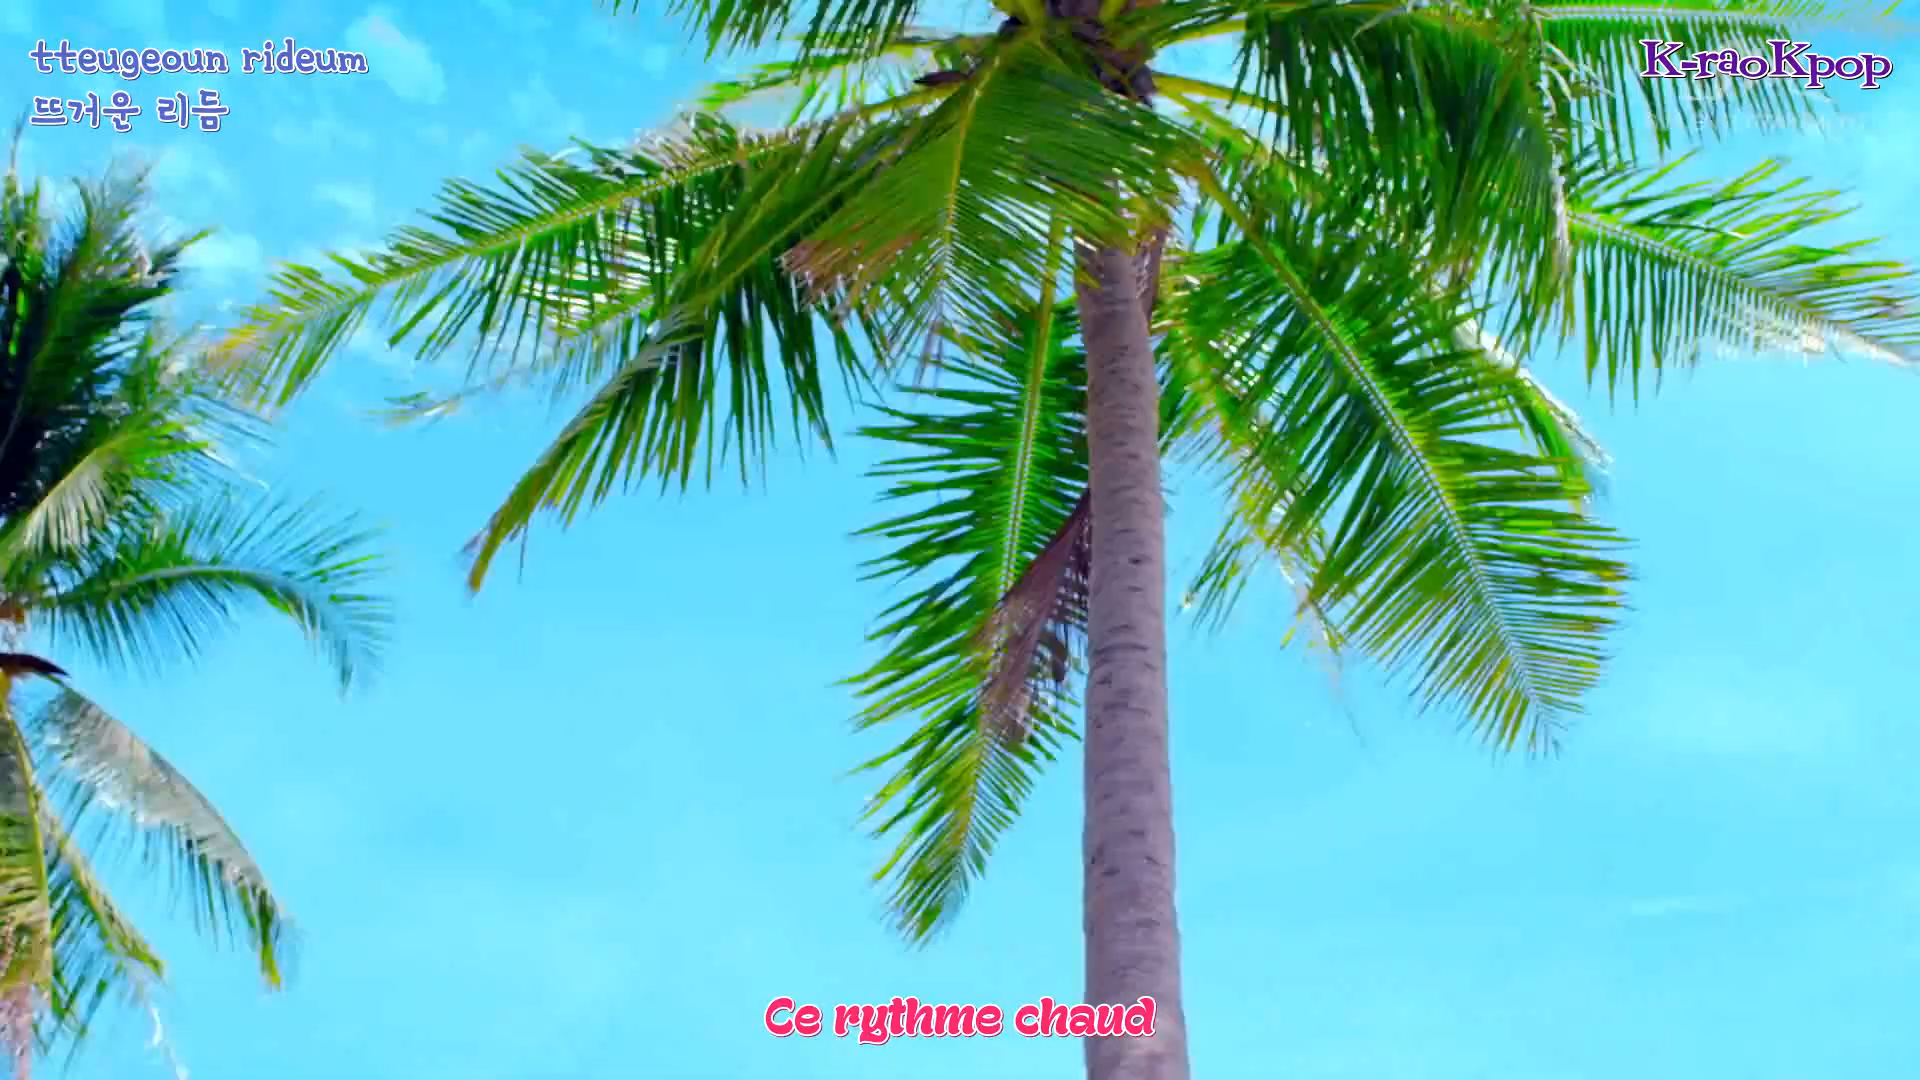 tteugeoun rideum
뜨거운 리듬
K-raoKpop
Ce rythme chaud